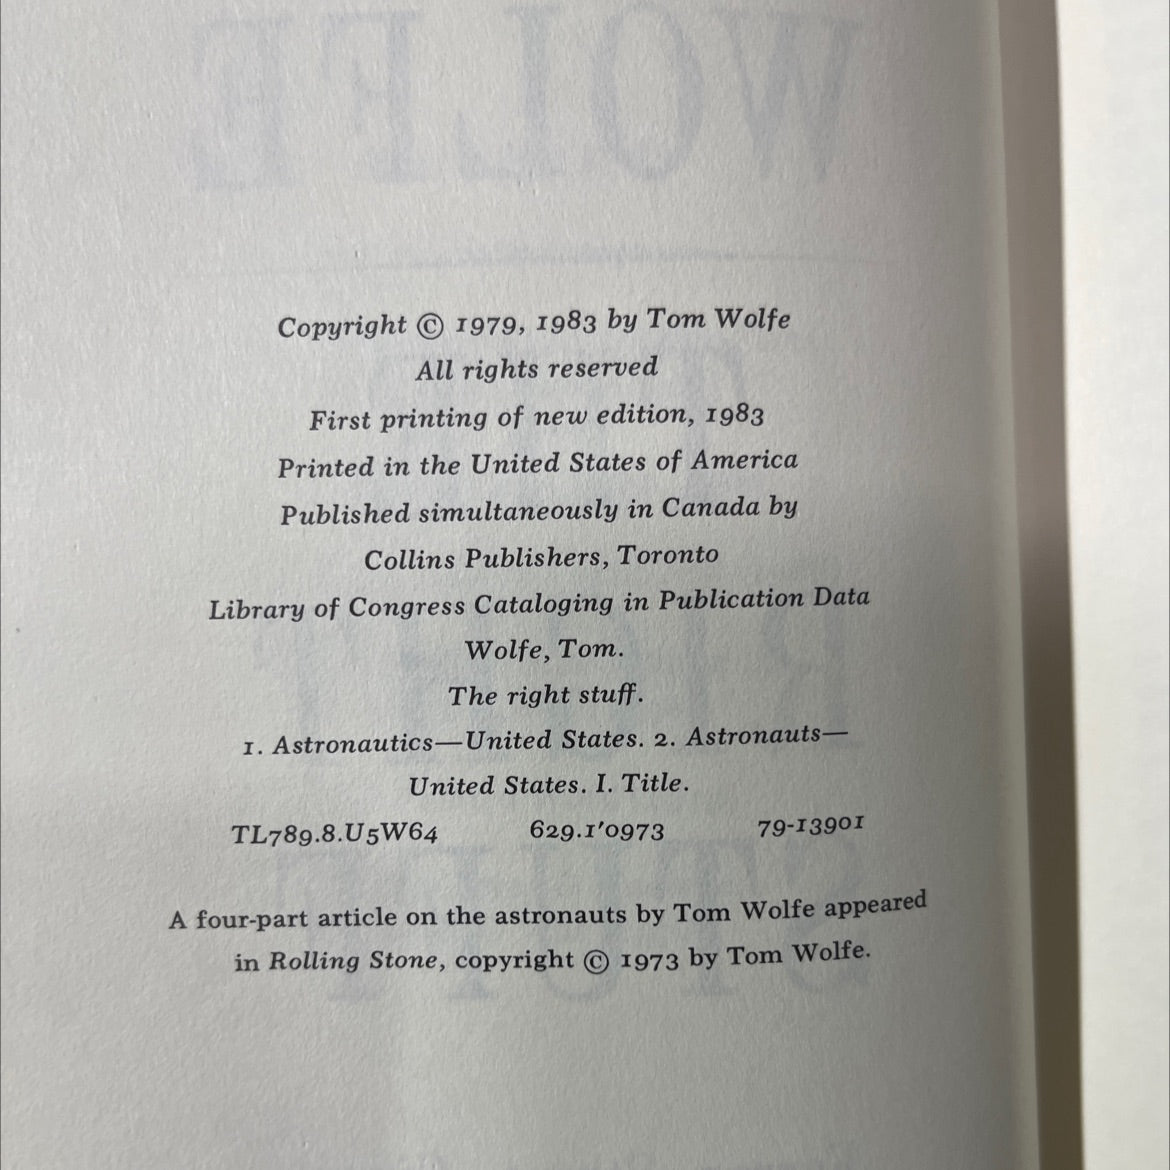 Copyright © 1979, 1983 by Tom Wolfe
All rights reserved
First printing of new edition, 1983
Printed in the United States of America
Published simultaneously in Canada by
Collins Publishers, Toronto
Library of Congress Cataloging in Publication Data
Wolfe, Tom.
The right stuff.
1. Astronautics—United States. 2. Astronauts—
United States. I. Title.
TL789.8.U5W64 629.1'0973 79-13901
A four-part article on the astronauts by Tom Wolfe appeared
in Rolling Stone, copyright © 1973 by Tom Wolfe.